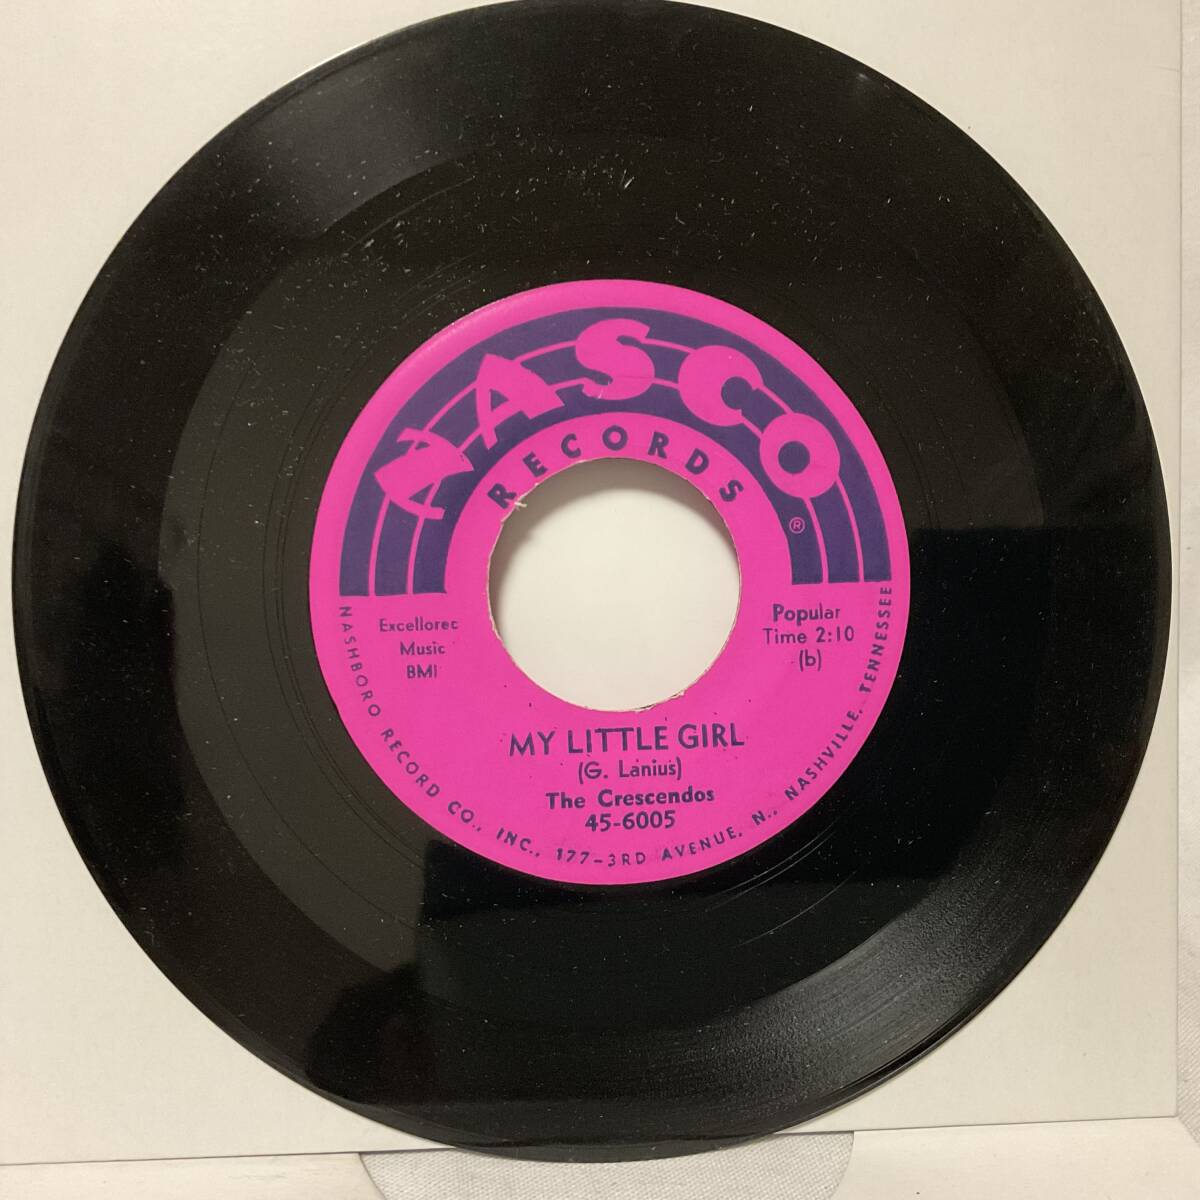 NASCO
RECORDS
®
Excellorec
Music
BMI
Popular
Time 2:10
(b)
MY LITTLE GIRL
(G. Lanius)
The Crescendos
45-6005
NASHBORO RECORD CO., INC., 177-3RD AVENUE, N., NASHVILLE, TENNESSEE